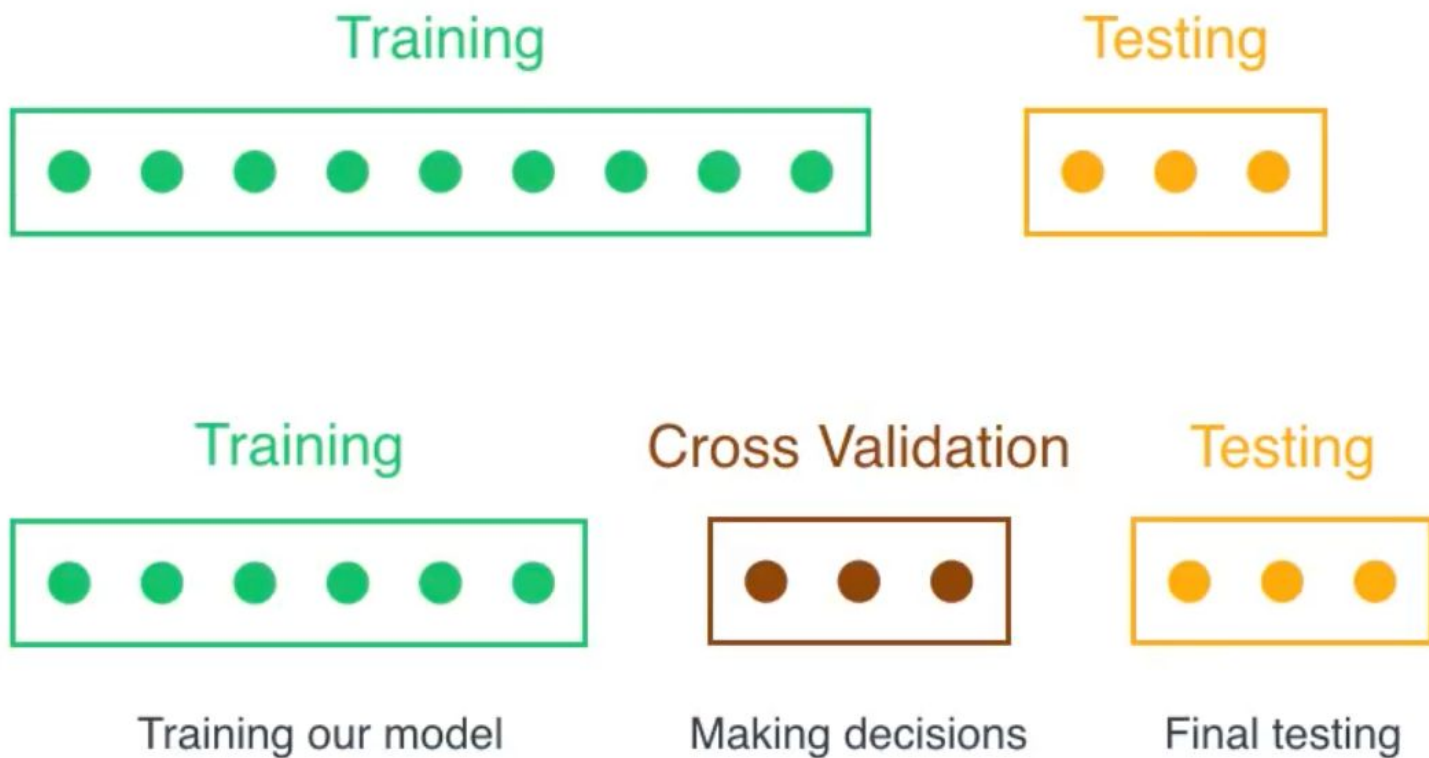 Training
Testing
Training
Cross Validation
Testing
Training our model
Making decisions
Final testing